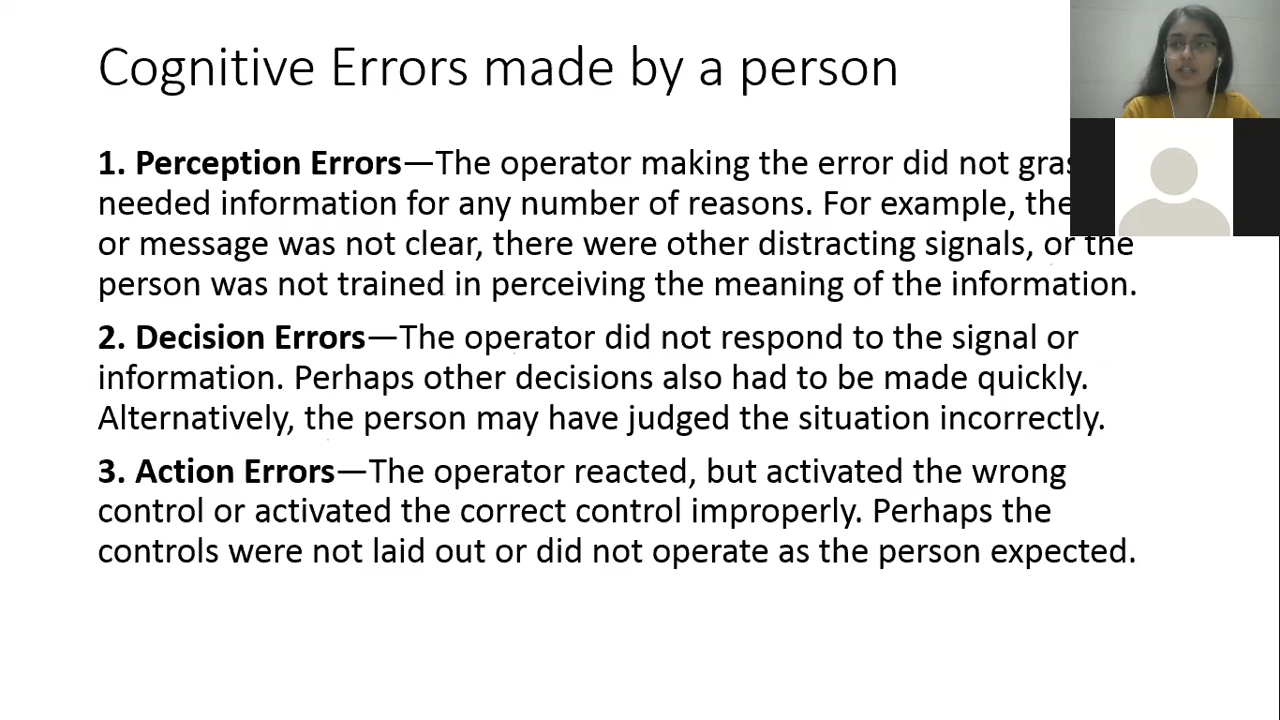 Cognitive Errors made by a person
1. Perception Errors—The operator making the error did not
needed information for any number of reasons. For example, the
or message was not clear, there were other distracting signals, or the
person was not trained in perceiving the meaning of the information.
2. Decision Errors—The operator did not respond to the signal or
information. Perhaps other decisions also had to be made quickly.
Alternatively, the person may have judged the situation incorrectly.
3. Action Errors—The operator reacted, but activated the wrong
control or activated the correct control improperly. Perhaps the
controls were not laid out or did not operate as the person expected.